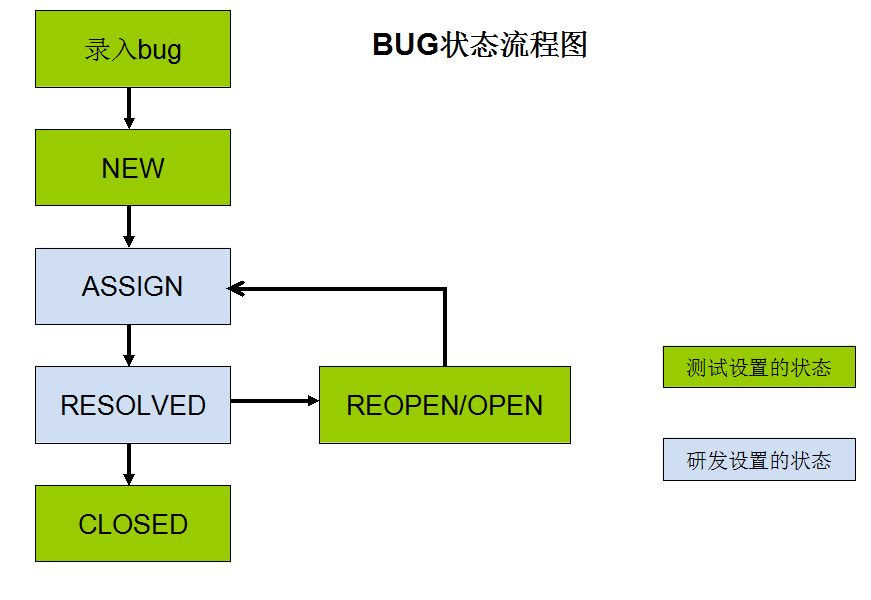 录入bug
BUG状态流程图
NEW
ASSIGN
RESOLVED
REOPEN/OPEN
测试设置的状态
研发设置的状态
CLOSED